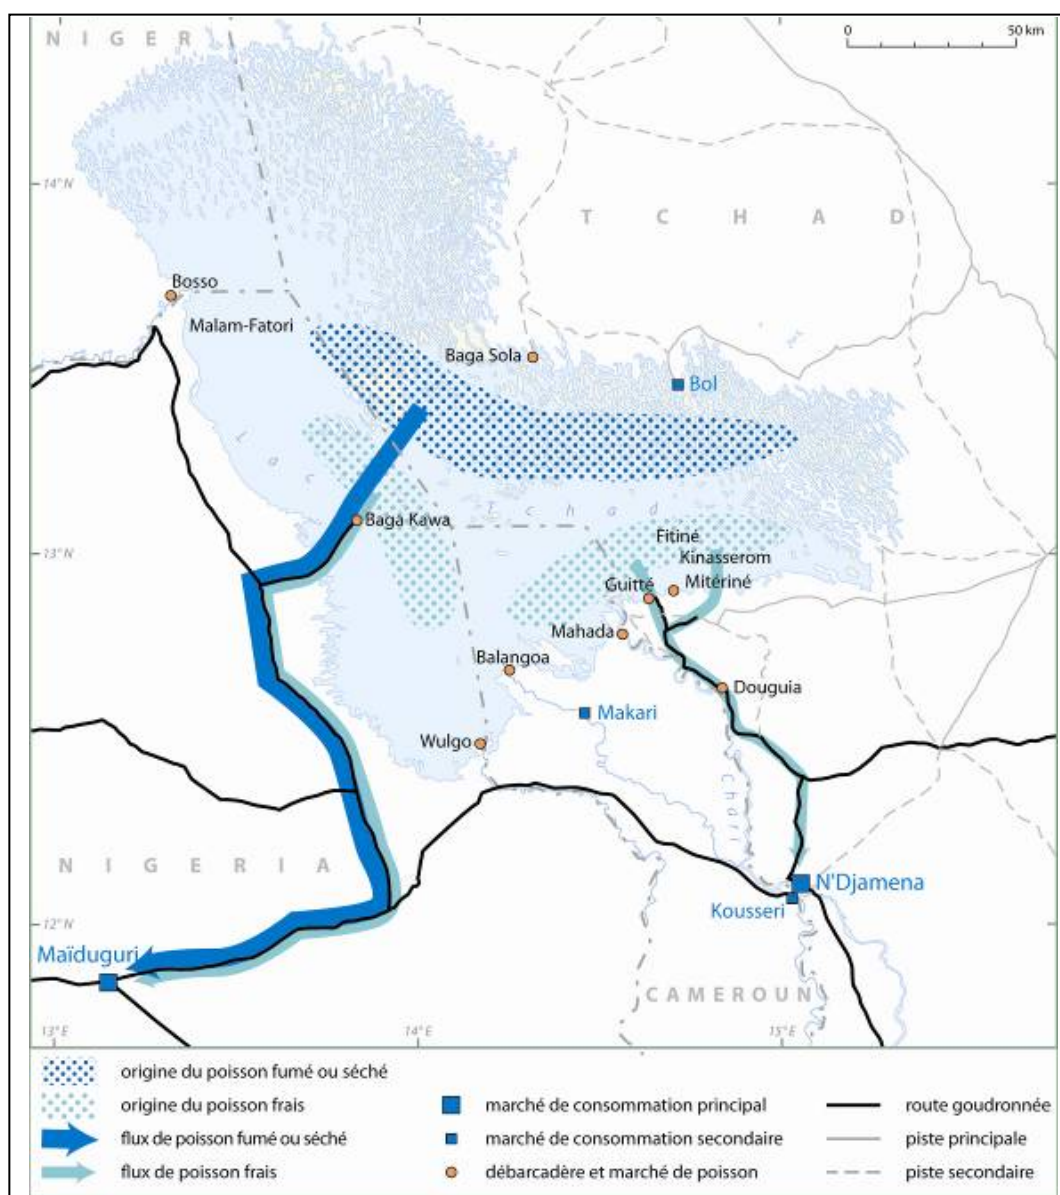 NIGER
0 50 km
14°N
TCHAD
Bosso
Malam-Fatori
Baga Sola
Bol
Lac
Tchad
Baga Kawa
Fitiné
13°N
Kinasserom
Guitté
Mitériné
Mahada
Balangoa
Douguia
Makari
Wulgo
Chari
NIGERIA
N'Djamena
Kousseri
12°N
Maïduguri
CAMEROUN
13°E
14°E
15°E
origine du poisson fumé ou séché
origine du poisson frais
flux de poisson fumé ou séché
flux de poisson frais
marché de consommation principal
marché de consommation secondaire
débarcadère et marché de poisson
route goudronnée
piste principale
piste secondaire